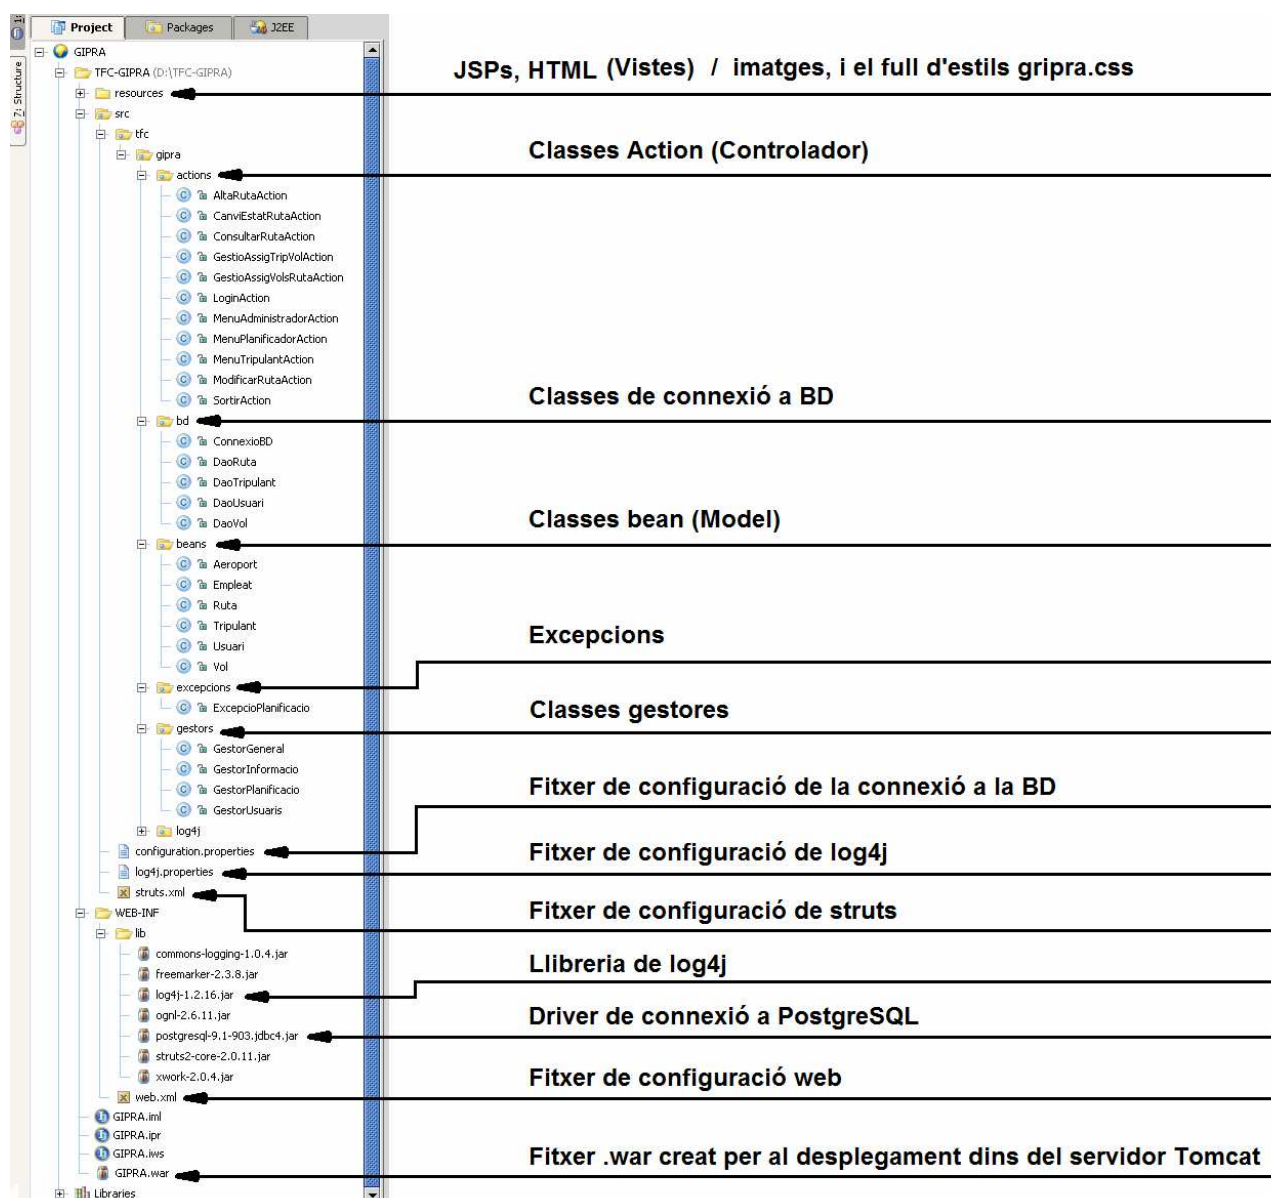 Project Packages J2EE
1:
7: Structure
GIPRA
TFC-GIPRA (D:\TFC-GIPRA)
JSPs, HTML (Vistes) / imatges, i el full d'estils gripra.css
resources
src
tfc
Classes Action (Controlador)
gipra
actions
AltaRutaAction
CanviEstatRutaAction
ConsultarRutaAction
GestioAssigTripVolAction
GestioAssigVolsRutaAction
LoginAction
MenuAdministradorAction
MenuPlanificadorAction
MenuTripulantAction
ModificarRutaAction
Classes de connexió a BD
SortirAction
bd
ConnexioBD
DaoRuta
DaoTripulant
DaoUsuari
Classes bean (Model)
DaoVol
beans
Aeroport
Empleat
Ruta
Tripulant
Excepcions
Usuari
Vol
excepcions
ExcepcioPlanificacio
Classes gestores
gestors
GestorGeneral
GestorInformacio
Fitxer de configuració de la connexió a la BD
GestorPlanificacio
GestorUsuaris
log4j
configuration.properties
Fitxer de configuració de log4j
log4j.properties
struts.xml
Fitxer de configuració de struts
WEB-INF
lib
commons-logging-1.0.4.jar
Llibreria de log4j
freemarker-2.3.8.jar
log4j-1.2.16.jar
ognl-2.6.11.jar
Driver de connexió a PostgreSQL
postgresql-9.1-903.jdbc4.jar
struts2-core-2.0.11.jar
xwork-2.0.4.jar
Fitxer de configuració web
web.xml
GIPRA.iml
GIPRA.ipr
GIPRA.iws
Fitxer .war creat per al desplegament dins del servidor Tomcat
GIPRA.war
Libraries